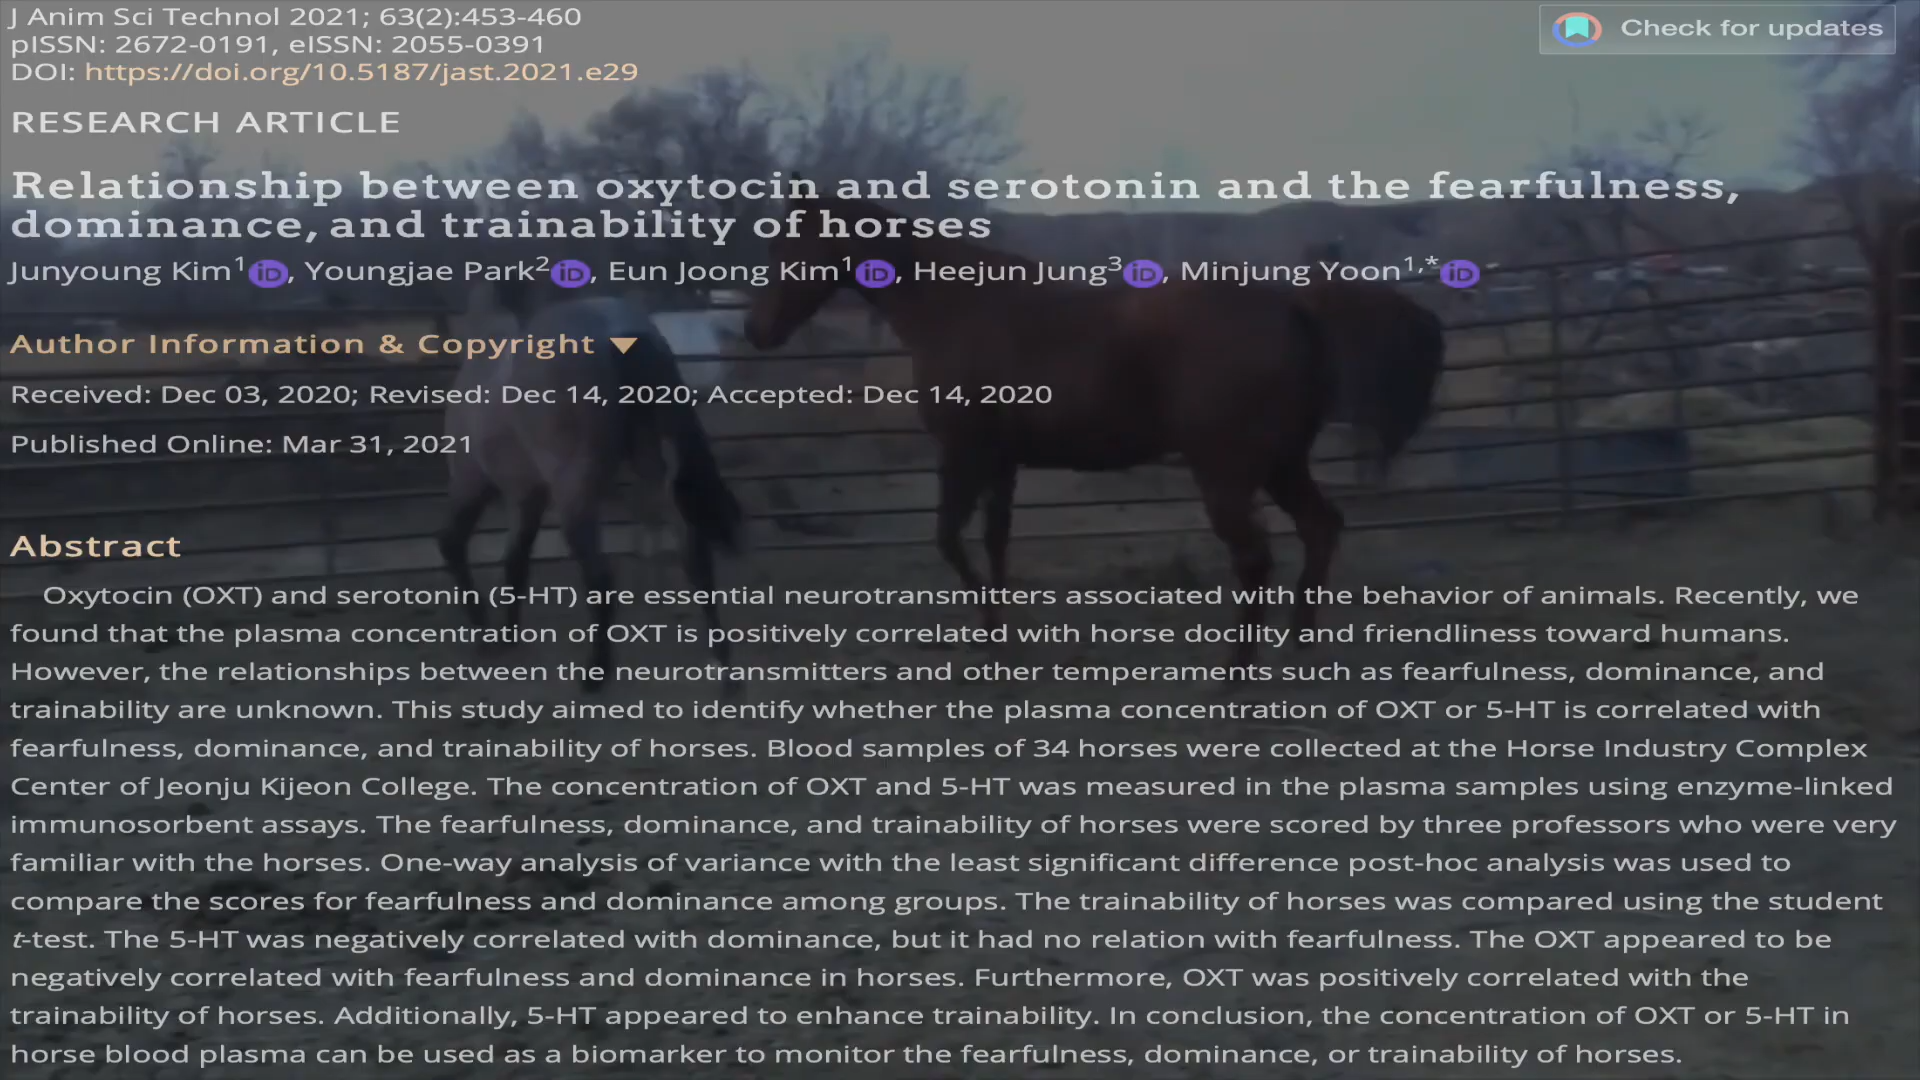 J Anim Sci Technol 2021; 63(2):453-460
pISSN: 2672-0191, eISSN: 2055-0391
DOI: https://doi.org/10.5187/jast.2021.e29
Check for updates
RESEARCH ARTICLE
Relationship between oxytocin and serotonin and the fearfulness,
dominance, and trainability of horses
Junyoung Kim1iD, Youngjae Park2iD, Eun Joong Kim1iD, Heejun Jung3iD, Minjung Yoon1,*iD
Author Information & Copyright ▼
Received: Dec 03, 2020; Revised: Dec 14, 2020; Accepted: Dec 14, 2020
Published Online: Mar 31, 2021
Abstract
Oxytocin (OXT) and serotonin (5-HT) are essential neurotransmitters associated with the behavior of animals. Recently, we
found that the plasma concentration of OXT is positively correlated with horse docility and friendliness toward humans.
However, the relationships between the neurotransmitters and other temperaments such as fearfulness, dominance, and
trainability are unknown. This study aimed to identify whether the plasma concentration of OXT or 5-HT is correlated with
fearfulness, dominance, and trainability of horses. Blood samples of 34 horses were collected at the Horse Industry Complex
Center of Jeonju Kijeon College. The concentration of OXT and 5-HT was measured in the plasma samples using enzyme-linked
immunosorbent assays. The fearfulness, dominance, and trainability of horses were scored by three professors who were very
familiar with the horses. One-way analysis of variance with the least significant difference post-hoc analysis was used to
compare the scores for fearfulness and dominance among groups. The trainability of horses was compared using the student
t-test. The 5-HT was negatively correlated with dominance, but it had no relation with fearfulness. The OXT appeared to be
negatively correlated with fearfulness and dominance in horses. Furthermore, OXT was positively correlated with the
trainability of horses. Additionally, 5-HT appeared to enhance trainability. In conclusion, the concentration of OXT or 5-HT in
horse blood plasma can be used as a biomarker to monitor the fearfulness, dominance, or trainability of horses.